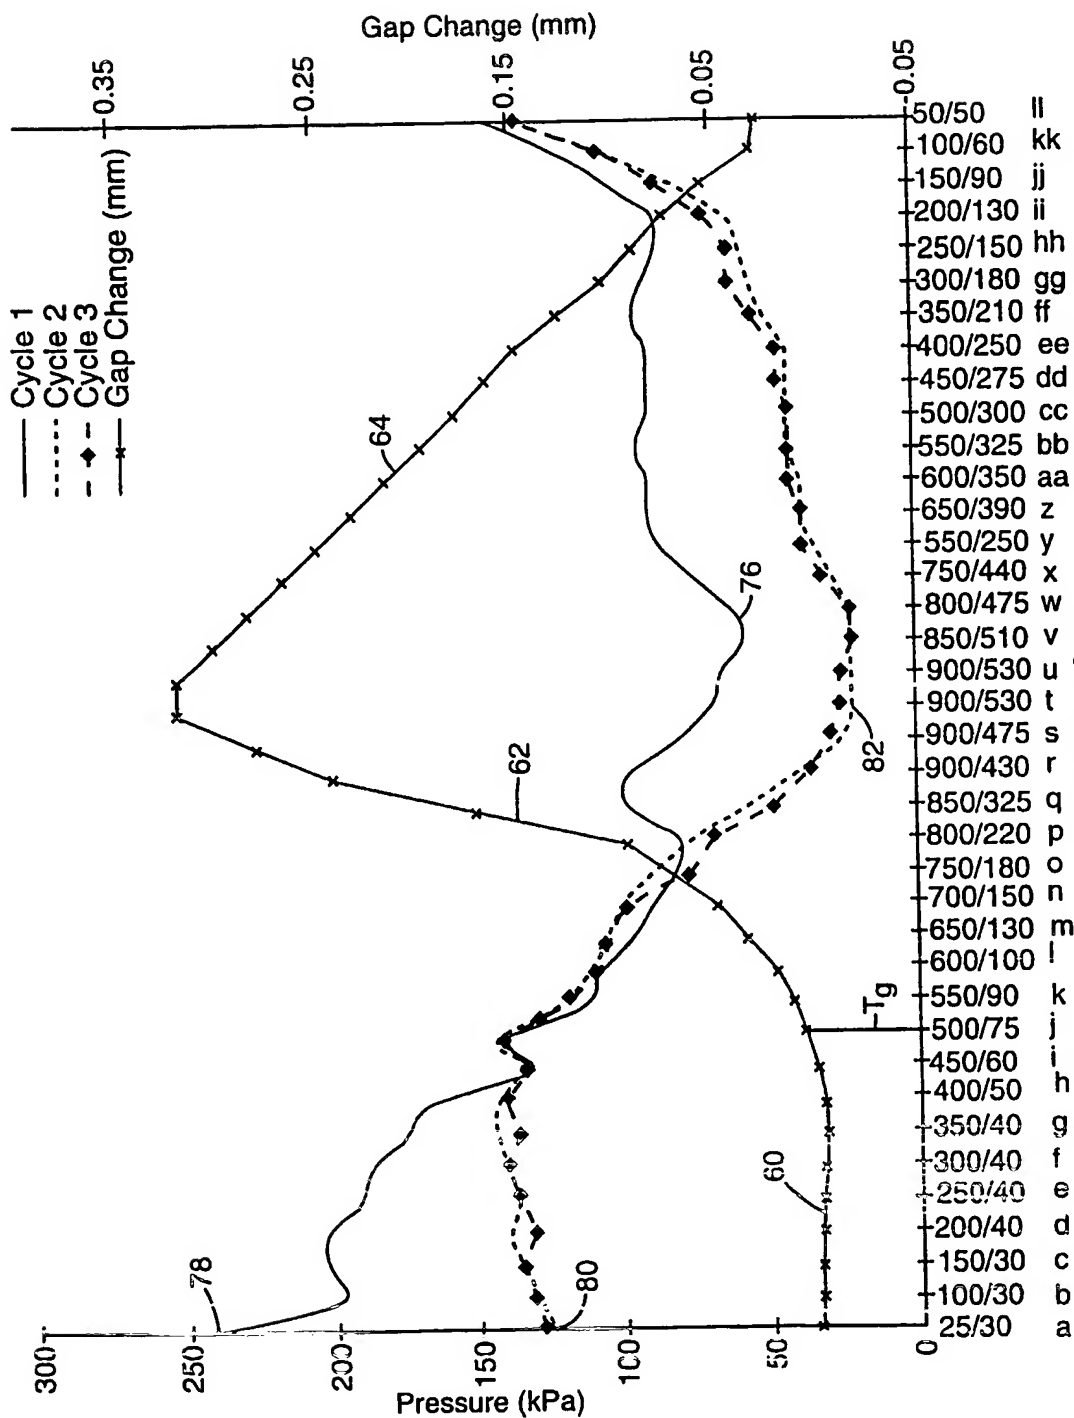 Gap Change (mm)
0.35
0.25
0.15
0.05
-0.05
Cycle 1
Cycle 2
Cycle 3
Gap Change (mm)
50/50 ll
100/60 kk
150/90 jj
200/130 ii
250/150 hh
300/180 gg
350/210 ff
400/250 ee
450/275 dd
500/300 cc
550/325 bb
600/350 aa
650/390 z
550/250 y
750/440 x
800/475 w
850/510 v
900/530 u
900/530 t
900/475 s
900/430 r
850/325 q
800/220 p
750/180 o
700/150 n
650/130 m
600/100 l
550/90 k
500/75 j
450/60 i
400/50 h
350/40 g
300/40 f
250/40 e
200/40 d
150/30 c
100/30 b
25/30 a
64
76
62
82
Tg
60
78
80
300
250
200
150
100
50
0
Pressure (kPa)